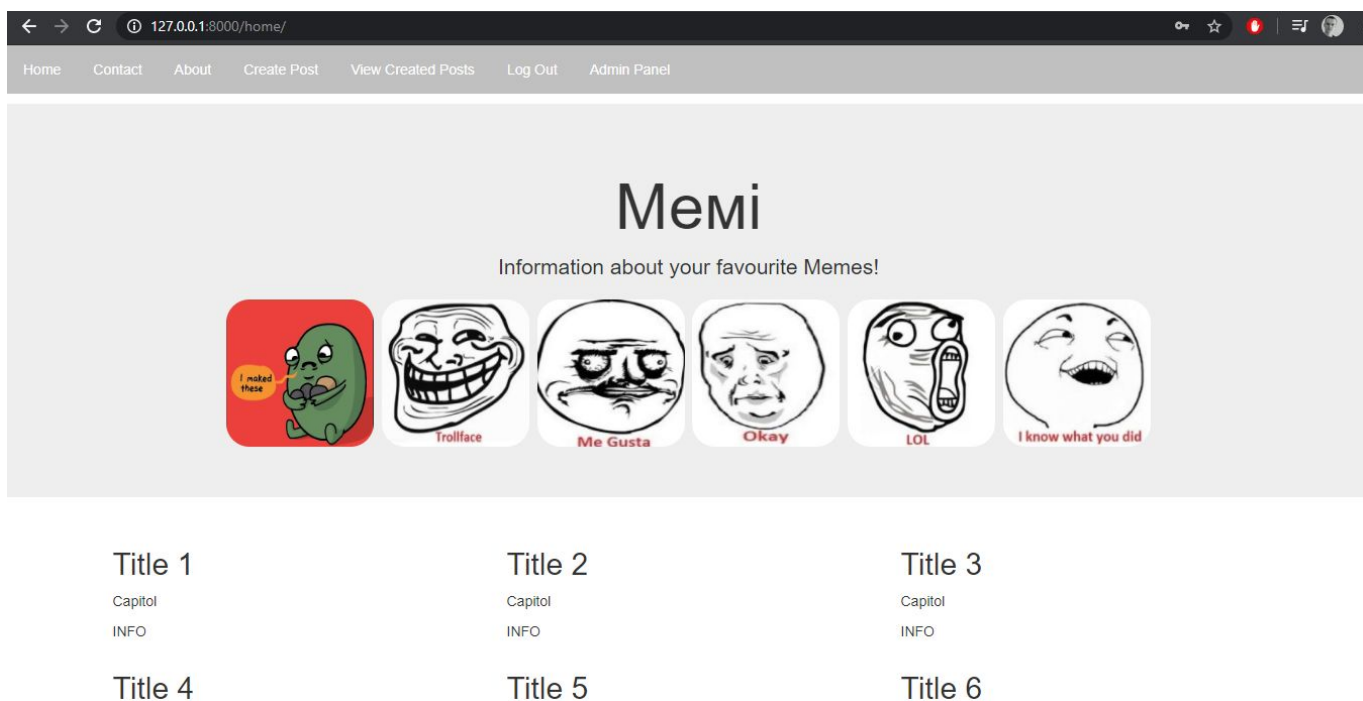 127.0.0.1:8000/home/
Home Contact About Create Post View Created Posts Log Out Admin Panel
Мемі
Information about your favourite Memes!
I maked
these
Trollface
Me Gusta
Okay
LOL
I know what you did
Title 1 Title 2 Title 3
Capitol Capitol Capitol
INFO INFO INFO
Title 4 Title 5 Title 6